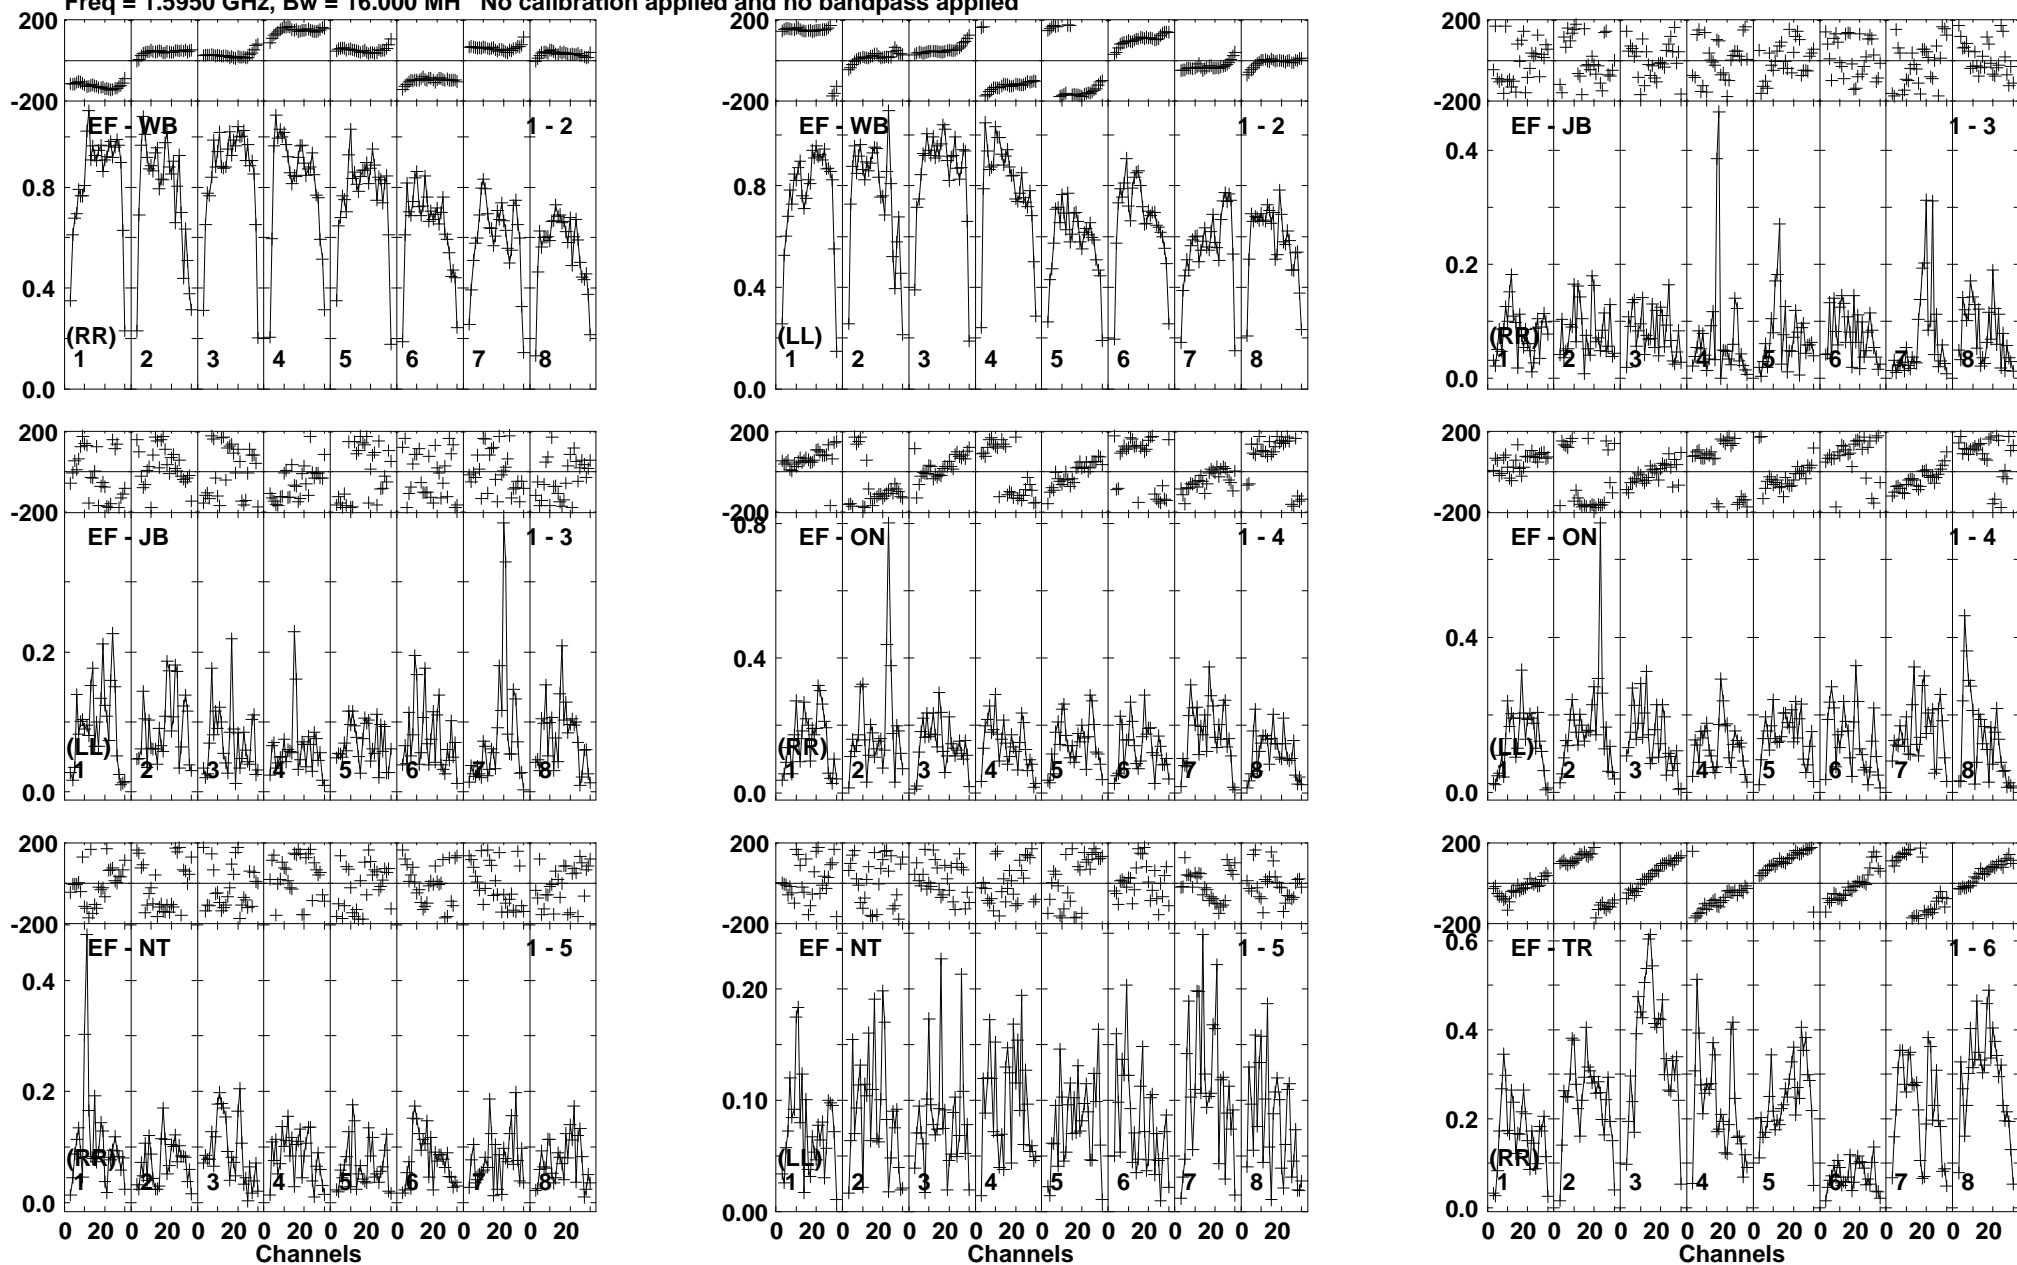 Freq = 1.5950 GHz, Bw = 16.000 MH No calibration applied and no bandpass applied
200 200 200
-200 -200 -200
EF - WB 1 - 2 EF - WB 1 - 2 EF - JB 1 - 3
0.8 0.8 0.4
0.4 0.4 0.2
(RR) (LL) (RR)
1 2 3 4 5 6 7 8 1 2 3 4 5 6 7 8 1 2 3 4 5 6 7 8
0.0 0.0 0.0
200 200 200
-200 -200 -200
EF - JB 1 - 3 0.8 EF - ON 1 - 4 EF - ON 1 - 4
0.2 0.4 0.4
(LL) (RR) (LL)
1 2 3 4 5 6 7 8 1 2 3 4 5 6 7 8 1 2 3 4 5 6 7 8
0.0 0.0 0.0
200 200 200
-200 -200 -200
EF - NT 1 - 5 EF - NT 1 - 5 0.6 EF - TR 1 - 6
0.4 0.20 0.4
0.2 0.10 0.2
(RR) (LL) (RR)
1 2 3 4 5 6 7 8 1 2 3 4 5 6 7 8 1 2 3 4 5 6 7 8
0.0 0.00 0.0
0 20 0 20 0 20 0 20 0 20 0 20 0 20 0 20 0 20 0 20 0 20 0 20 0 20 0 20 0 20 0 20 0 20 0 20 0 20 0 20 0 20 0 20 0 20 0 20
Channels Channels Channels